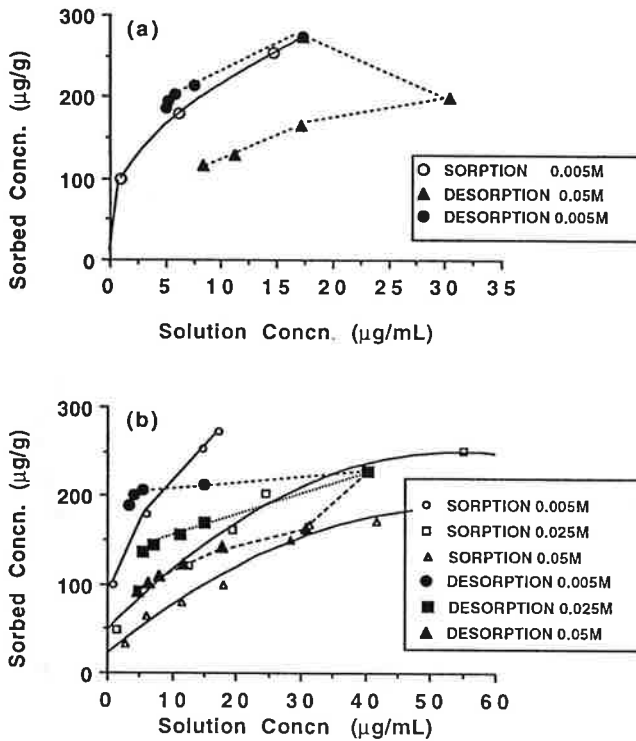 (a)
Sorbed Concn. (µg/g)
300
200
100
0
0 5 10 15 20 25 30 35
Solution Concn. (µg/mL)
SORPTION 0.005M
DESORPTION 0.05M
DESORPTION 0.005M
(b)
Sorbed Concn. (µg/g)
300
200
100
0
0 10 20 30 40 50 60
Solution Concn (µg/mL)
SORPTION 0.005M
SORPTION 0.025M
SORPTION 0.05M
DESORPTION 0.005M
DESORPTION 0.025M
DESORPTION 0.05M